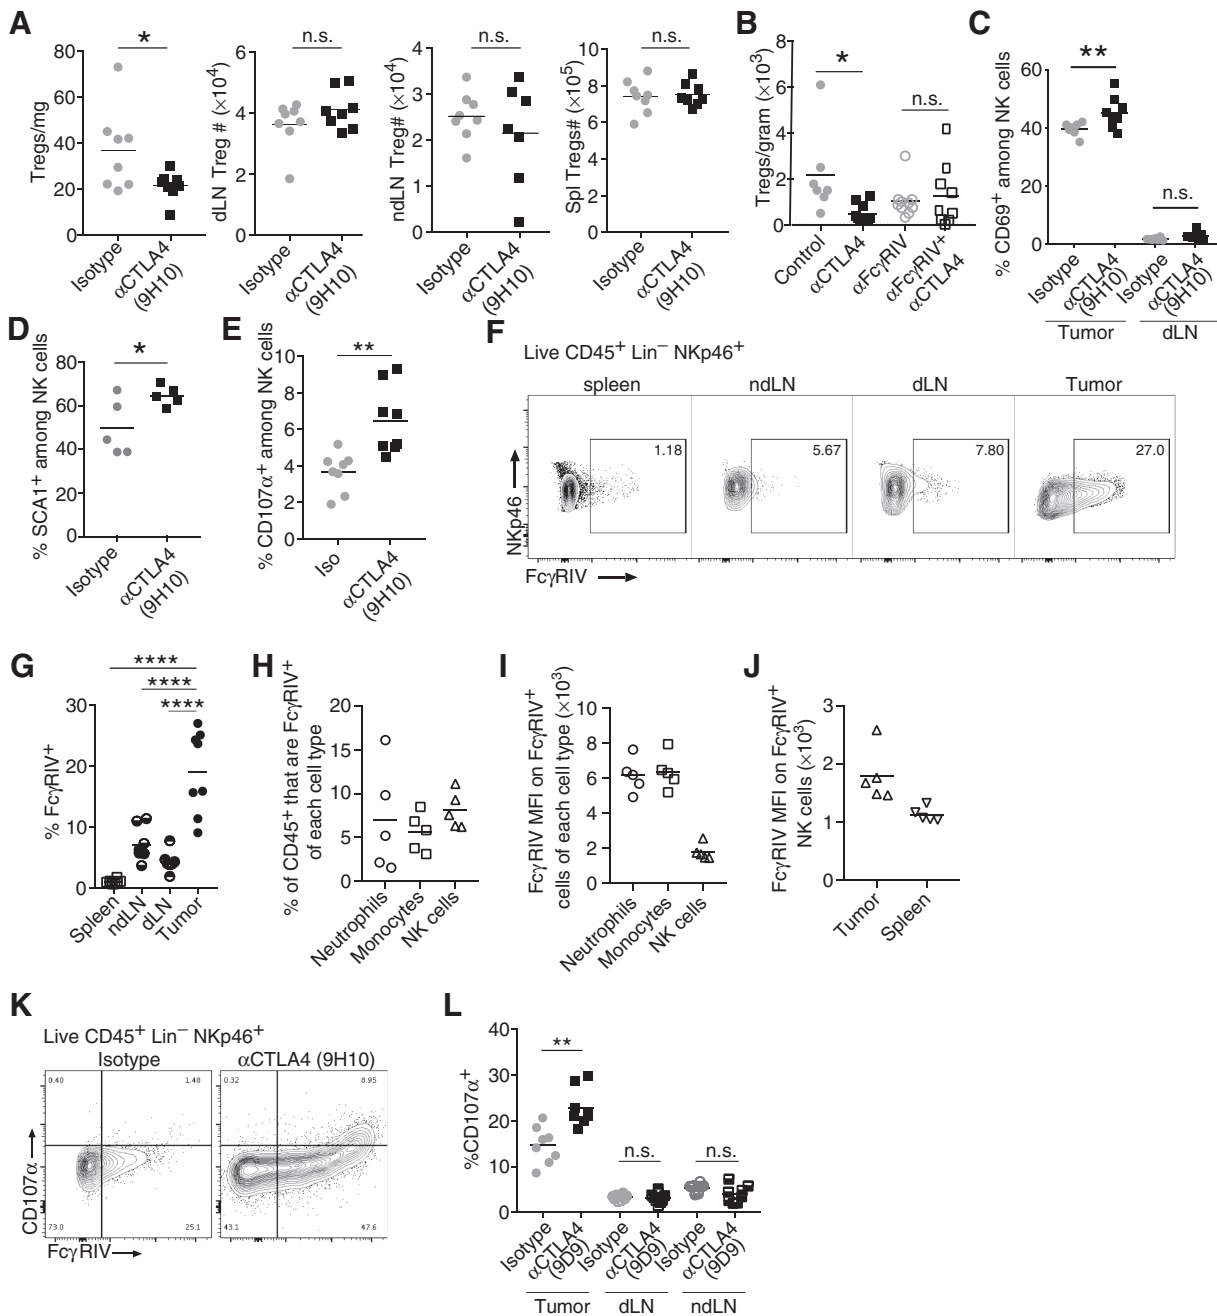 A
Tregs/mg
80
60
40
20
0
*
Isotype
αCTLA4
(9H10)
dLN Treg # (×10⁴)
6
4
2
0
n.s.
Isotype
αCTLA4
(9H10)
ndLN Treg# (×10⁴)
4
3
2
1
0
n.s.
Isotype
αCTLA4
(9H10)
Spl Tregs# (×10⁵)
10
8
6
4
2
0
n.s.
Isotype
αCTLA4
(9H10)
B
Tregs/gram (×10³)
8
6
4
2
0
*
n.s.
Control
αCTLA4
αFcγRIV
αFcγRIV+
αCTLA4
C
% CD69⁺ among NK cells
60
40
20
0
**
n.s.
Isotype
αCTLA4
(9H10)
Isotype
αCTLA4
(9H10)
Tumor
dLN
D
% SCA1⁺ among NK cells
80
60
40
20
0
*
Isotype
αCTLA4
(9H10)
E
% CD107α⁺ among NK cells
10
8
6
4
2
0
**
Iso
αCTLA4
(9H10)
F
Live CD45⁺ Lin⁻ NKp46⁺
spleen
ndLN
dLN
Tumor
1.18
5.67
7.80
27.0
NKp46
FcγRIV
G
% FcγRIV⁺
30
20
10
0
****
****
****
Spleen
ndLN
dLN
Tumor
H
% of CD45⁺ that are FcγRIV⁺
of each cell type
20
15
10
5
0
Neutrophils
Monocytes
NK cells
I
FcγRIV MFI on FcγRIV⁺
cells of each cell type (×10³)
10
8
6
4
2
0
Neutrophils
Monocytes
NK cells
J
FcγRIV MFI on FcγRIV⁺
NK cells (×10³)
3
2
1
0
Tumor
Spleen
K
Live CD45⁺ Lin⁻ NKp46⁺
Isotype
αCTLA4 (9H10)
0.40
1.48
73.0
25.1
0.32
8.95
43.1
47.6
CD107α
FcγRIV
L
%CD107α⁺
40
30
20
10
0
**
n.s.
n.s.
Isotype
αCTLA4
(9D9)
Isotype
αCTLA4
(9D9)
Isotype
αCTLA4
(9D9)
Tumor
dLN
ndLN